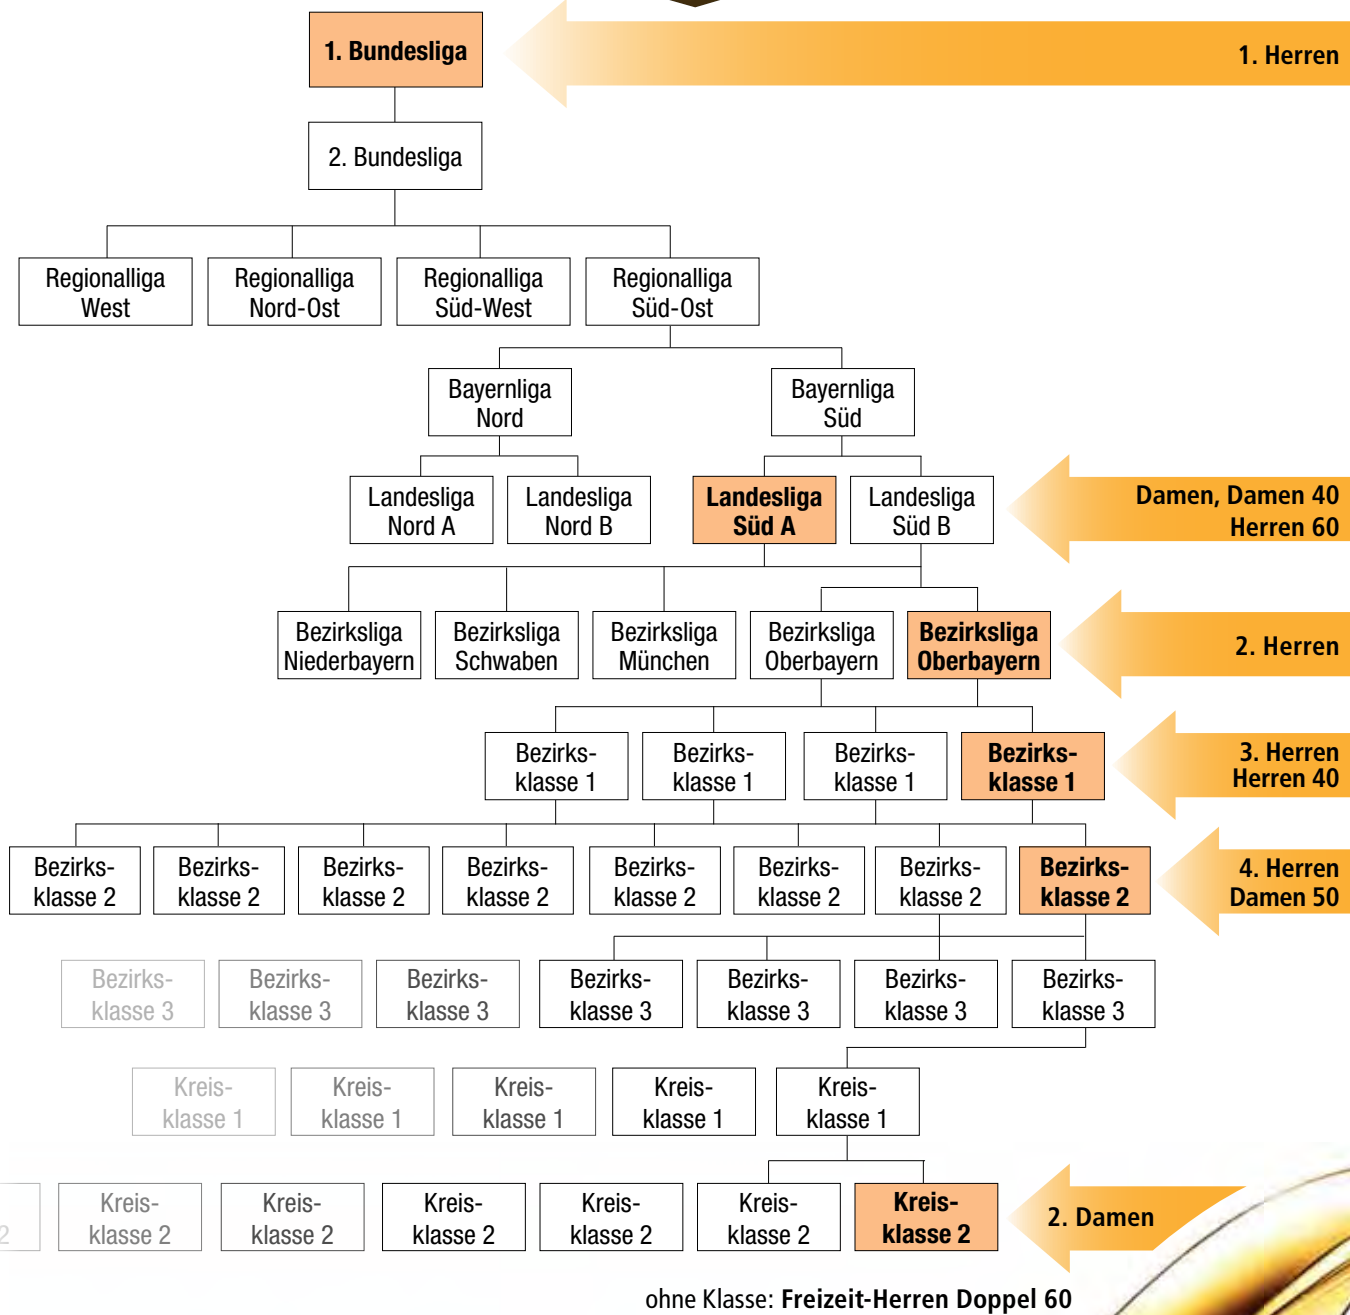 1. Bundesliga
1. Herren
2. Bundesliga
Regionalliga
West
Regionalliga
Nord-Ost
Regionalliga
Süd-West
Regionalliga
Süd-Ost
Bayernliga
Nord
Bayernliga
Süd
Landesliga
Nord A
Landesliga
Nord B
Landesliga
Süd A
Landesliga
Süd B
Damen, Damen 40
Herren 60
Bezirksliga
Niederbayern
Bezirksliga
Schwaben
Bezirksliga
München
Bezirksliga
Oberbayern
Bezirksliga
Oberbayern
2. Herren
Bezirks-
klasse 1
Bezirks-
klasse 1
Bezirks-
klasse 1
Bezirks-
klasse 1
3. Herren
Herren 40
Bezirks-
klasse 2
Bezirks-
klasse 2
Bezirks-
klasse 2
Bezirks-
klasse 2
Bezirks-
klasse 2
Bezirks-
klasse 2
Bezirks-
klasse 2
Bezirks-
klasse 2
4. Herren
Damen 50
Bezirks-
klasse 3
Bezirks-
klasse 3
Bezirks-
klasse 3
Bezirks-
klasse 3
Bezirks-
klasse 3
Bezirks-
klasse 3
Bezirks-
klasse 3
Kreis-
klasse 1
Kreis-
klasse 1
Kreis-
klasse 1
Kreis-
klasse 1
Kreis-
klasse 1
2
Kreis-
klasse 2
Kreis-
klasse 2
Kreis-
klasse 2
Kreis-
klasse 2
Kreis-
klasse 2
Kreis-
klasse 2
2. Damen
ohne Klasse: Freizeit-Herren Doppel 60